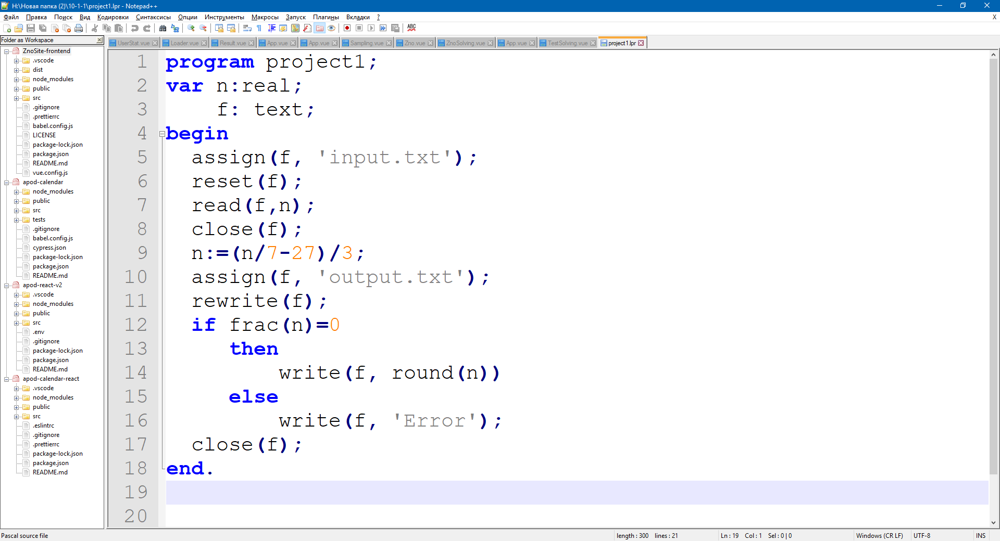 H:\Новая папка (2)\10-1-1\project1.lpr - Notepad++
Файл Правка Поиск Вид Кодировки Синтаксисы Опции Инструменты Макросы Запуск Плагины Вкладки ? X
ABC
Folder as Workspace
UserStat.vue Loader.vue Result.vue App.vue App.vue Sampling.vue Zno.vue ZnoSolving.vue App.vue TestSolving.vue project1.lpr
ZnoSite-frontend
.vscode
dist
node_modules
public
src
.gitignore
.prettierrc
babel.config.js
LICENSE
package-lock.json
package.json
README.md
vue.config.js
apod-calendar
node_modules
public
src
tests
.gitignore
babel.config.js
cypress.json
package-lock.json
package.json
README.md
apod-react-v2
.vscode
node_modules
public
src
.env
.gitignore
package-lock.json
package.json
README.md
apod-calendar-react
.vscode
node_modules
public
src
.eslintrc
.gitignore
.prettierrc
package-lock.json
package.json
README.md
1 program project1;
2 var n:real;
3     f: text;
4 begin
5   assign(f, 'input.txt');
6   reset(f);
7   read(f,n);
8   close(f);
9   n:=(n/7-27)/3;
10   assign(f, 'output.txt');
11   rewrite(f);
12   if frac(n)=0
13      then
14          write(f, round(n))
15      else
16          write(f, 'Error');
17   close(f);
18 end.
19
20
Pascal source file length : 300 lines : 21 Ln : 19 Col : 1 Sel : 0 | 0 Windows (CR LF) UTF-8 INS